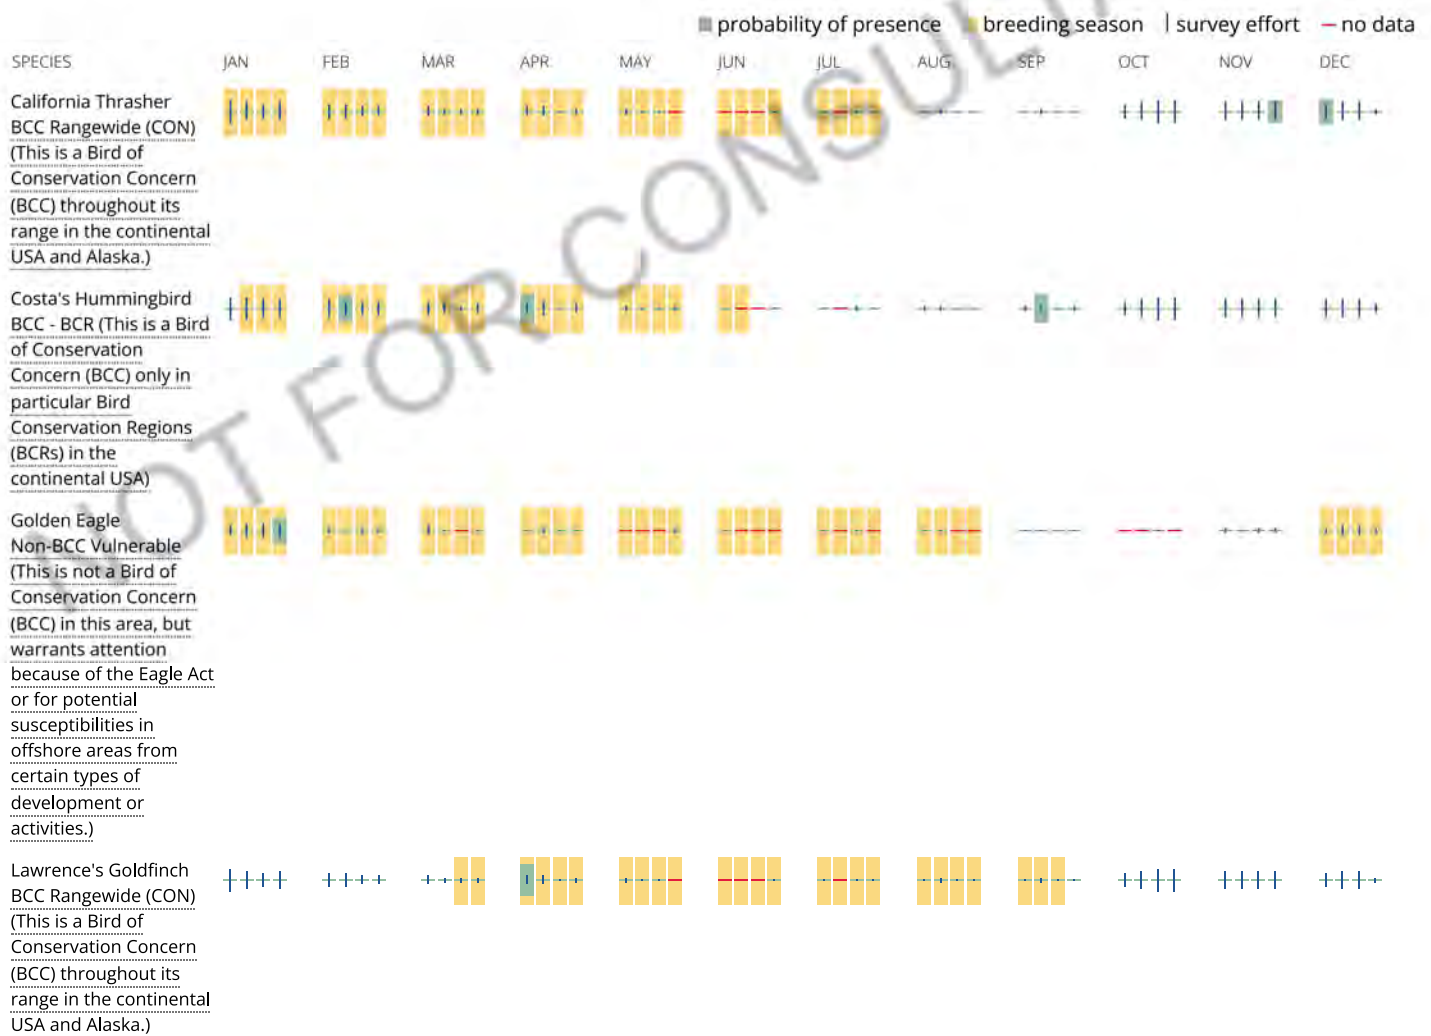 probability of presence breeding season survey effort no data
SPECIES JAN FEB MAR APR MAY JUN JUL AUG SEP OCT NOV DEC
California Thrasher
BCC Rangewide (CON)
(This is a Bird of
Conservation Concern
(BCC) throughout its
range in the continental
USA and Alaska.)
Costa's Hummingbird
BCC - BCR (This is a Bird
of Conservation
Concern (BCC) only in
particular Bird
Conservation Regions
(BCRs) in the
continental USA)
Golden Eagle
Non-BCC Vulnerable
(This is not a Bird of
Conservation Concern
(BCC) in this area, but
warrants attention
because of the Eagle Act
or for potential
susceptibilities in
offshore areas from
certain types of
development or
activities.)
Lawrence's Goldfinch
BCC Rangewide (CON)
(This is a Bird of
Conservation Concern
(BCC) throughout its
range in the continental
USA and Alaska.)
NOT FOR CONSULTA